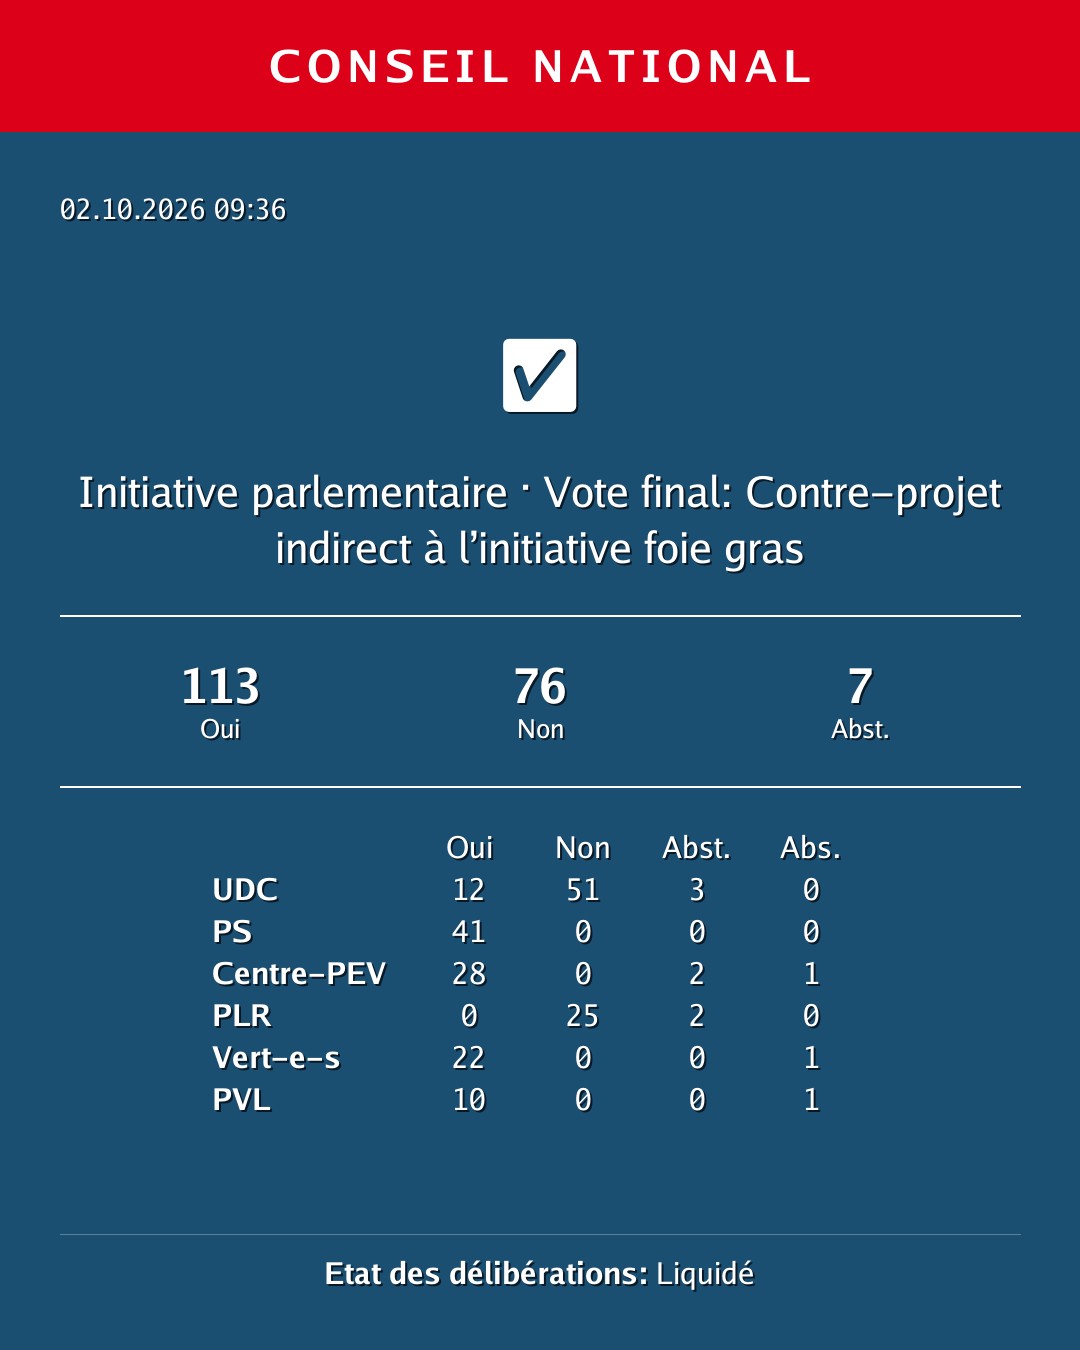 CONSEIL NATIONAL
02.10.2026 09:36
Initiative parlementaire · Vote final: Contre-projet
indirect à l’initiative foie gras
113 76 7
Oui Non Abst.
Oui Non Abst. Abs.
UDC 12 51 3 0
PS 41 0 0 0
Centre-PEV 28 0 2 1
PLR 0 25 2 0
Vert-e-s 22 0 0 1
PVL 10 0 0 1
Etat des délibérations: Liquidé